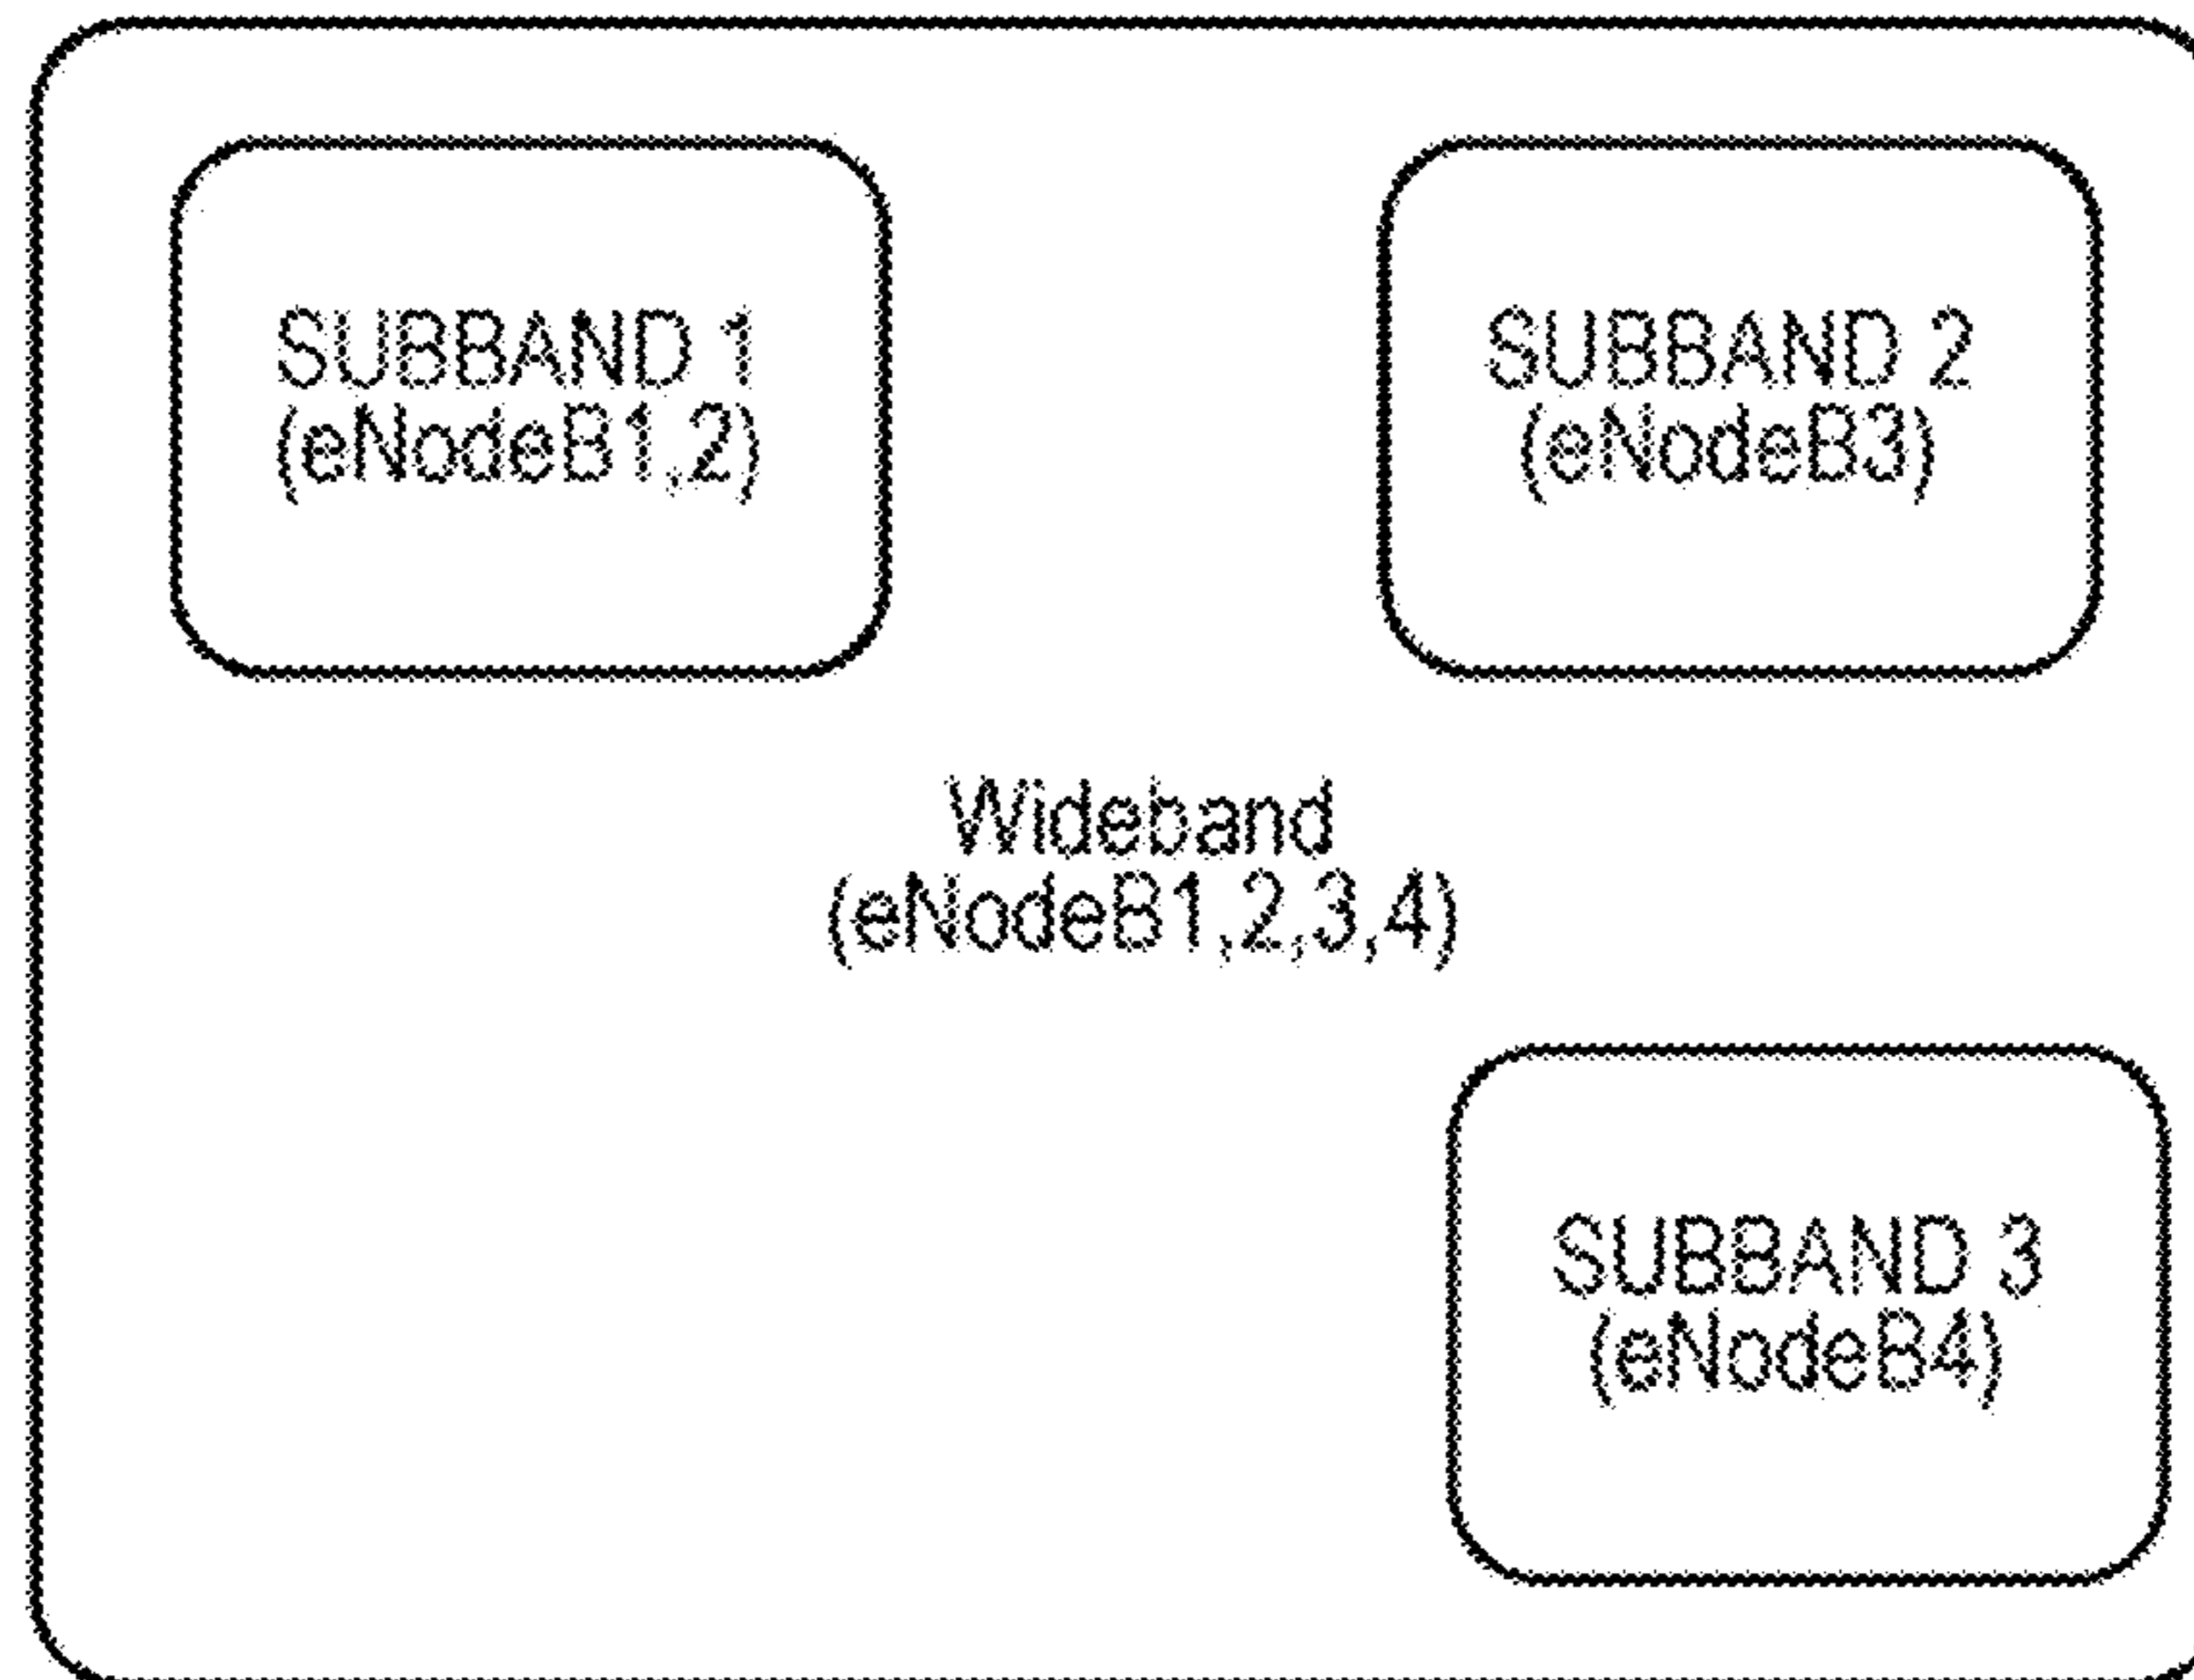 SUBBAND 1
(eNodeB1,2)
SUBBAND 2
(eNodeB3)
Wideband
(eNodeB1,2,3,4)
SUBBAND 3
(eNodeB4)